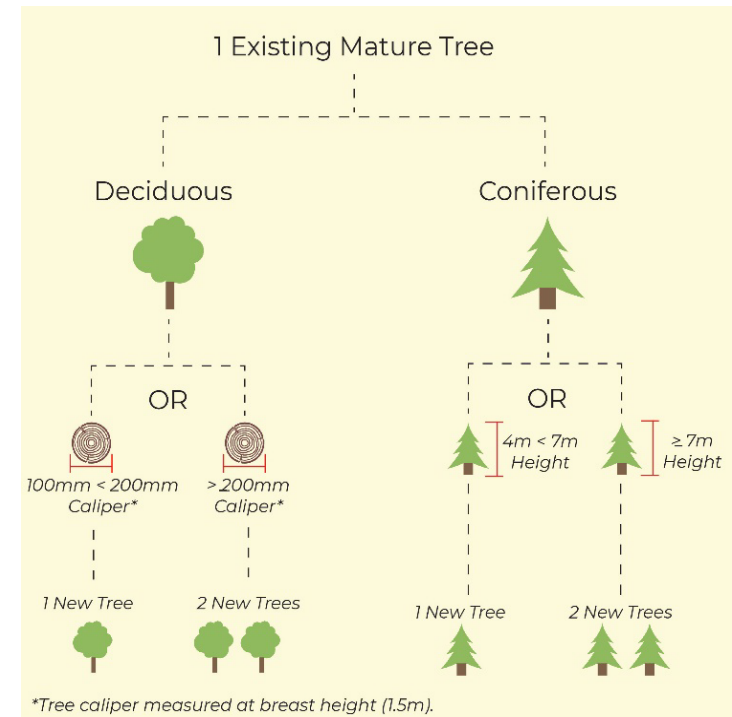 1 Existing Mature Tree
Deciduous
Coniferous
OR
OR
100mm < 200mm
Caliper*
≥200mm
Caliper*
4m < 7m
Height
≥7m
Height
1 New Tree
2 New Trees
1 New Tree
2 New Trees
*Tree caliper measured at breast height (1.5m).